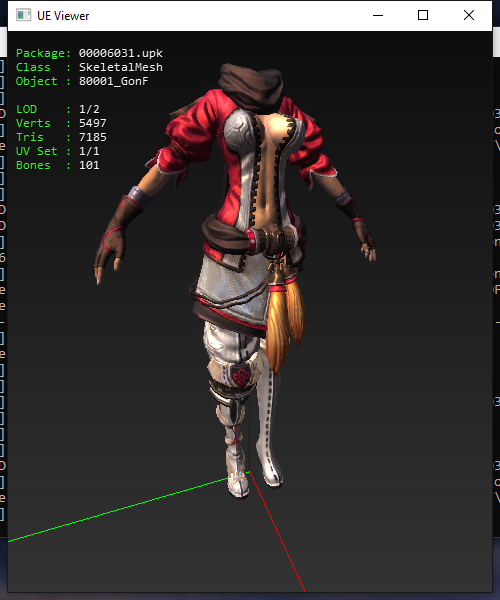 UE Viewer
Package: 00006031.upk
Class  : SkeletalMesh
Object : 80001_GonF
LOD    : 1/2
Verts  : 5497
Tris   : 7185
UV Set : 1/1
Bones  : 101